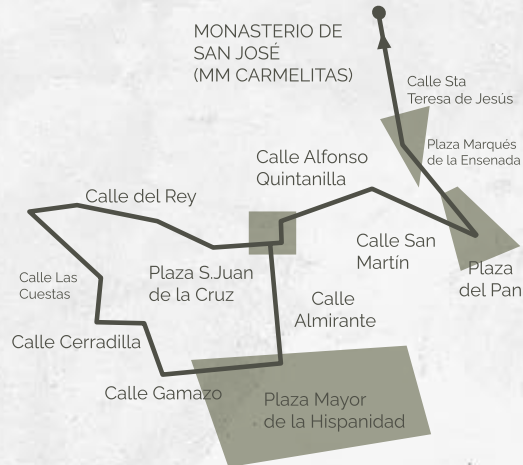 MONASTERIO DE
SAN JOSÉ
(MM CARMELITAS)
Calle Sta
Teresa de Jesús
Plaza Marqués
de la Ensenada
Calle Alfonso
Quintanilla
Calle del Rey
Calle San
Martín
Plaza
del Pan
Calle Las
Cuestas
Plaza S.Juan
de la Cruz
Calle
Almirante
Calle Cerradilla
Calle Gamazo
Plaza Mayor
de la Hispanidad